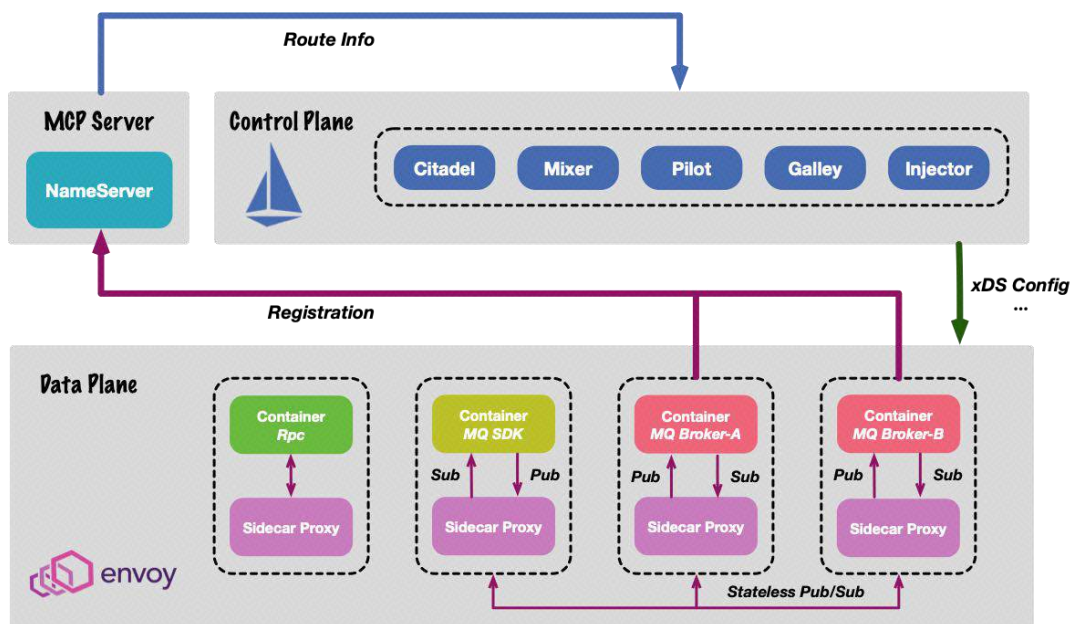 Route Info
MCP Server
NameServer
Control Plane
Citadel
Mixer
Pilot
Galley
Injector
Registration
xDS Config
...
Data Plane
Container
Rpc
Sidecar Proxy
Container
MQ SDK
Sub
Pub
Sidecar Proxy
Container
MQ Broker-A
Pub
Sub
Sidecar Proxy
Container
MQ Broker-B
Pub
Sub
Sidecar Proxy
envoy
Stateless Pub/Sub